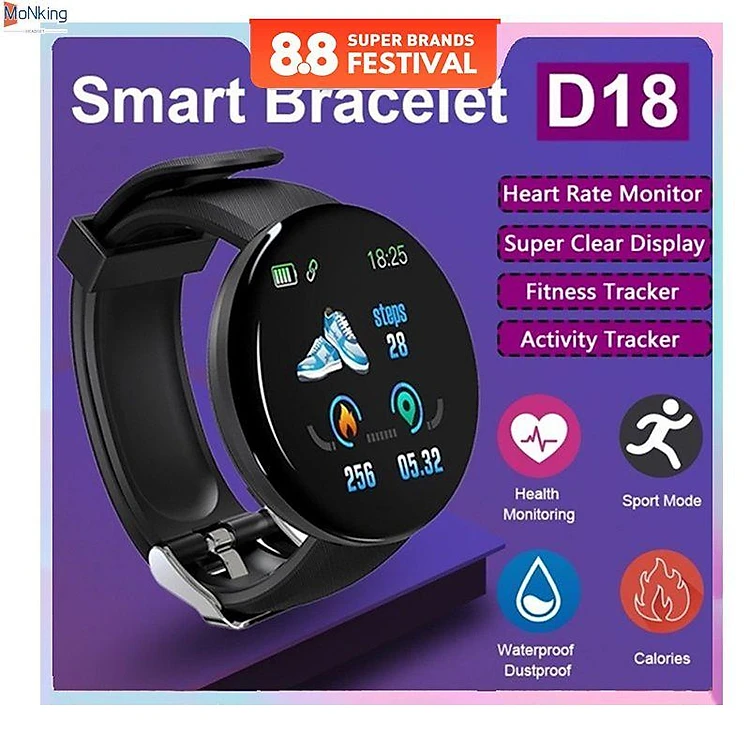 MoNking
HEADSET
8.8 SUPER BRANDS
FESTIVAL
Smart Bracelet D18
Heart Rate Monitor
Super Clear Display
Fitness Tracker
Activity Tracker
18:25
steps
28
256 05.32
Health
Monitoring
Sport Mode
Waterproof
Dustproof
Calories